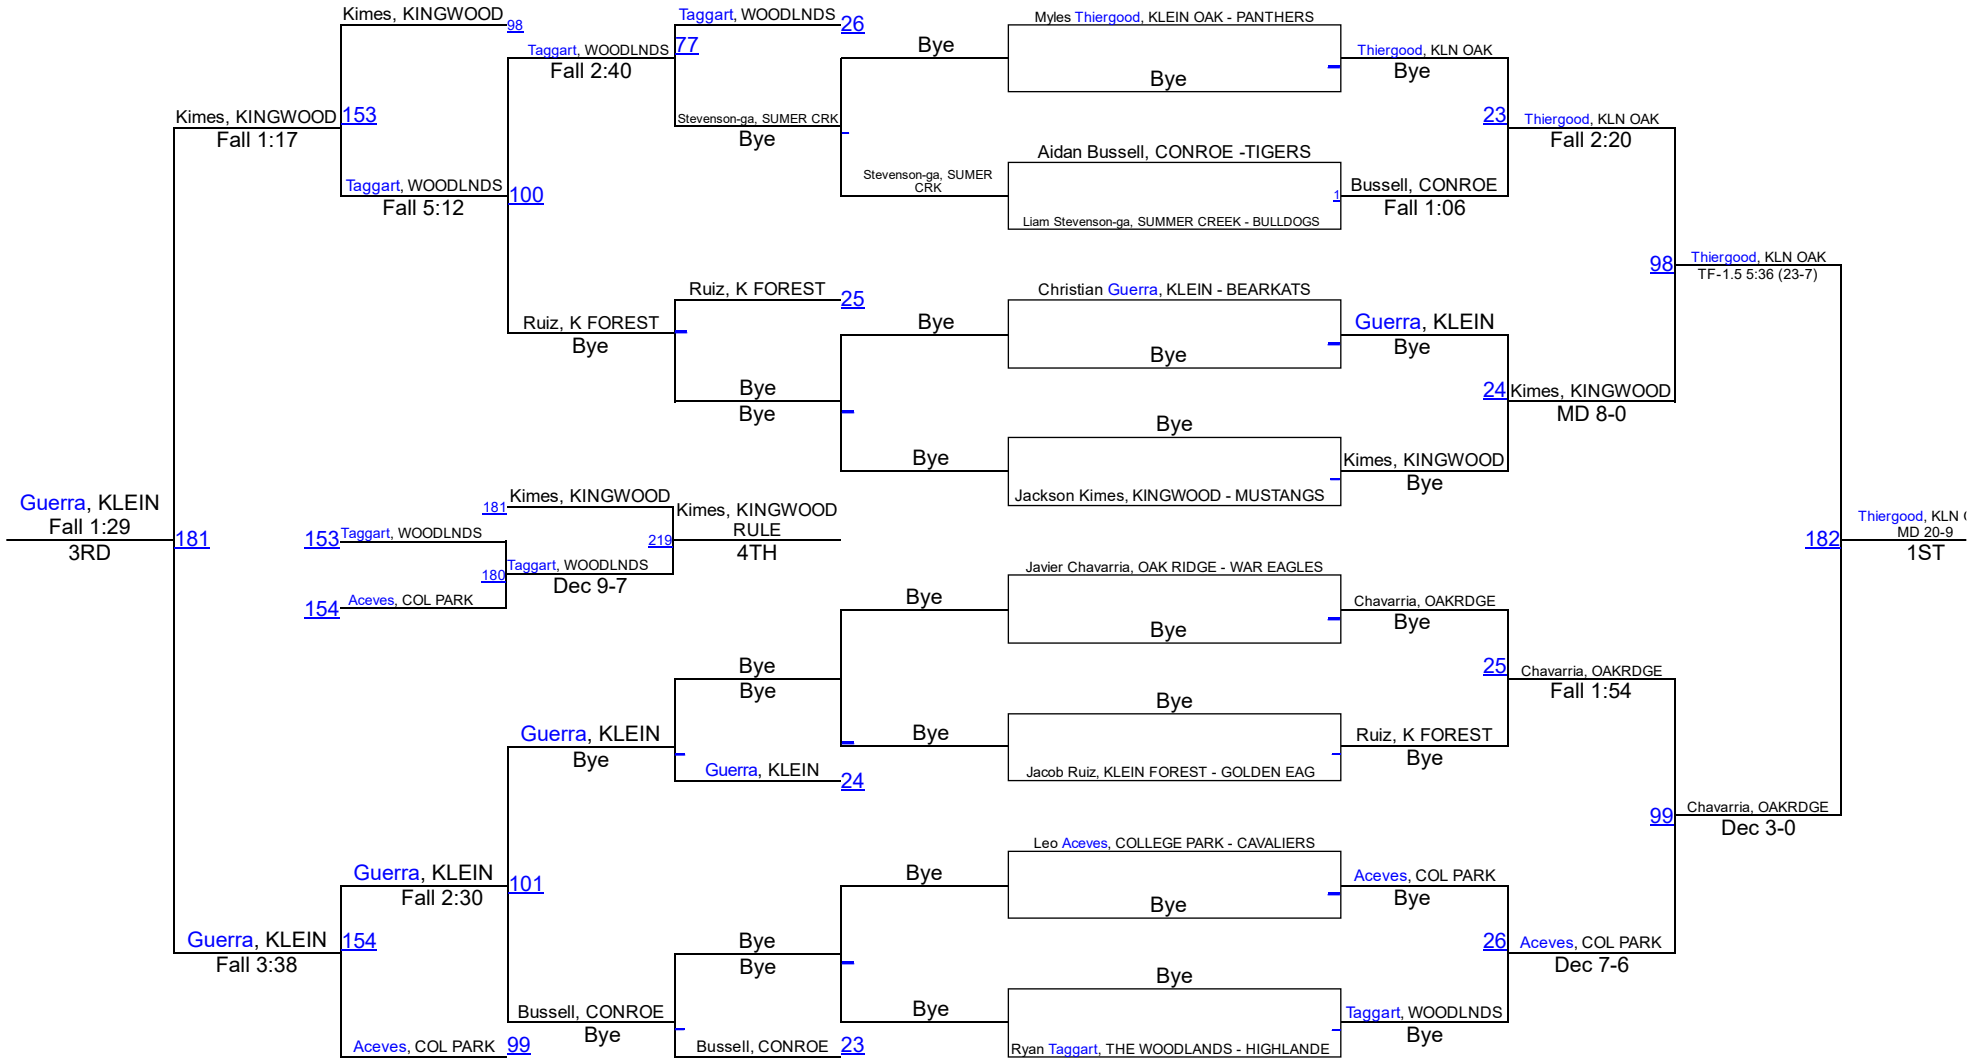 Kimes, KINGWOOD
98
Taggart, WOODLNDS
26
77
Taggart, WOODLNDS
Fall 2:40
Bye
Myles Thiergood, KLEIN OAK - PANTHERS
Bye
Thiergood, KLN OAK
Bye
Kimes, KINGWOOD
Fall 1:17
153
Stevenson-ga, SUMER CRK
Bye
23
Thiergood, KLN OAK
Fall 2:20
Taggart, WOODLNDS
Fall 5:12
100
Stevenson-ga, SUMER
CRK
Aidan Bussell, CONROE -TIGERS
Liam Stevenson-ga, SUMMER CREEK - BULLDOGS
1
Bussell, CONROE
Fall 1:06
98
Thiergood, KLN OAK
TF-1.5 5:36 (23-7)
Ruiz, K FOREST
25
Ruiz, K FOREST
Bye
Bye
Christian Guerra, KLEIN - BEARKATS
Bye
Guerra, KLEIN
Bye
Bye
Bye
24
Kimes, KINGWOOD
MD 8-0
Bye
Bye
Jackson Kimes, KINGWOOD - MUSTANGS
Kimes, KINGWOOD
Bye
Guerra, KLEIN
Fall 1:29
3RD
181
181
Kimes, KINGWOOD
153
Taggart, WOODLNDS
219
Kimes, KINGWOOD
RULE
4TH
180
Taggart, WOODLNDS
Dec 9-7
154
Aceves, COL PARK
182
Thiergood, KLN
MD 20-9
1ST
Bye
Javier Chavarria, OAK RIDGE - WAR EAGLES
Bye
Chavarria, OAKRDGE
Bye
Bye
Bye
25
Chavarria, OAKRDGE
Fall 1:54
Guerra, KLEIN
Bye
Bye
Bye
Jacob Ruiz, KLEIN FOREST - GOLDEN EAG
Ruiz, K FOREST
Bye
Guerra, KLEIN
24
99
Chavarria, OAKRDGE
Dec 3-0
Guerra, KLEIN
Fall 2:30
101
Bye
Leo Aceves, COLLEGE PARK - CAVALIERS
Bye
Aceves, COL PARK
Bye
Guerra, KLEIN
Fall 3:38
154
Bye
Bye
26
Aceves, COL PARK
Dec 7-6
Bussell, CONROE
Bye
Bye
Bye
Ryan Taggart, THE WOODLANDS - HIGHLANDE
Taggart, WOODLNDS
Bye
Aceves, COL PARK
99
Bussell, CONROE
23